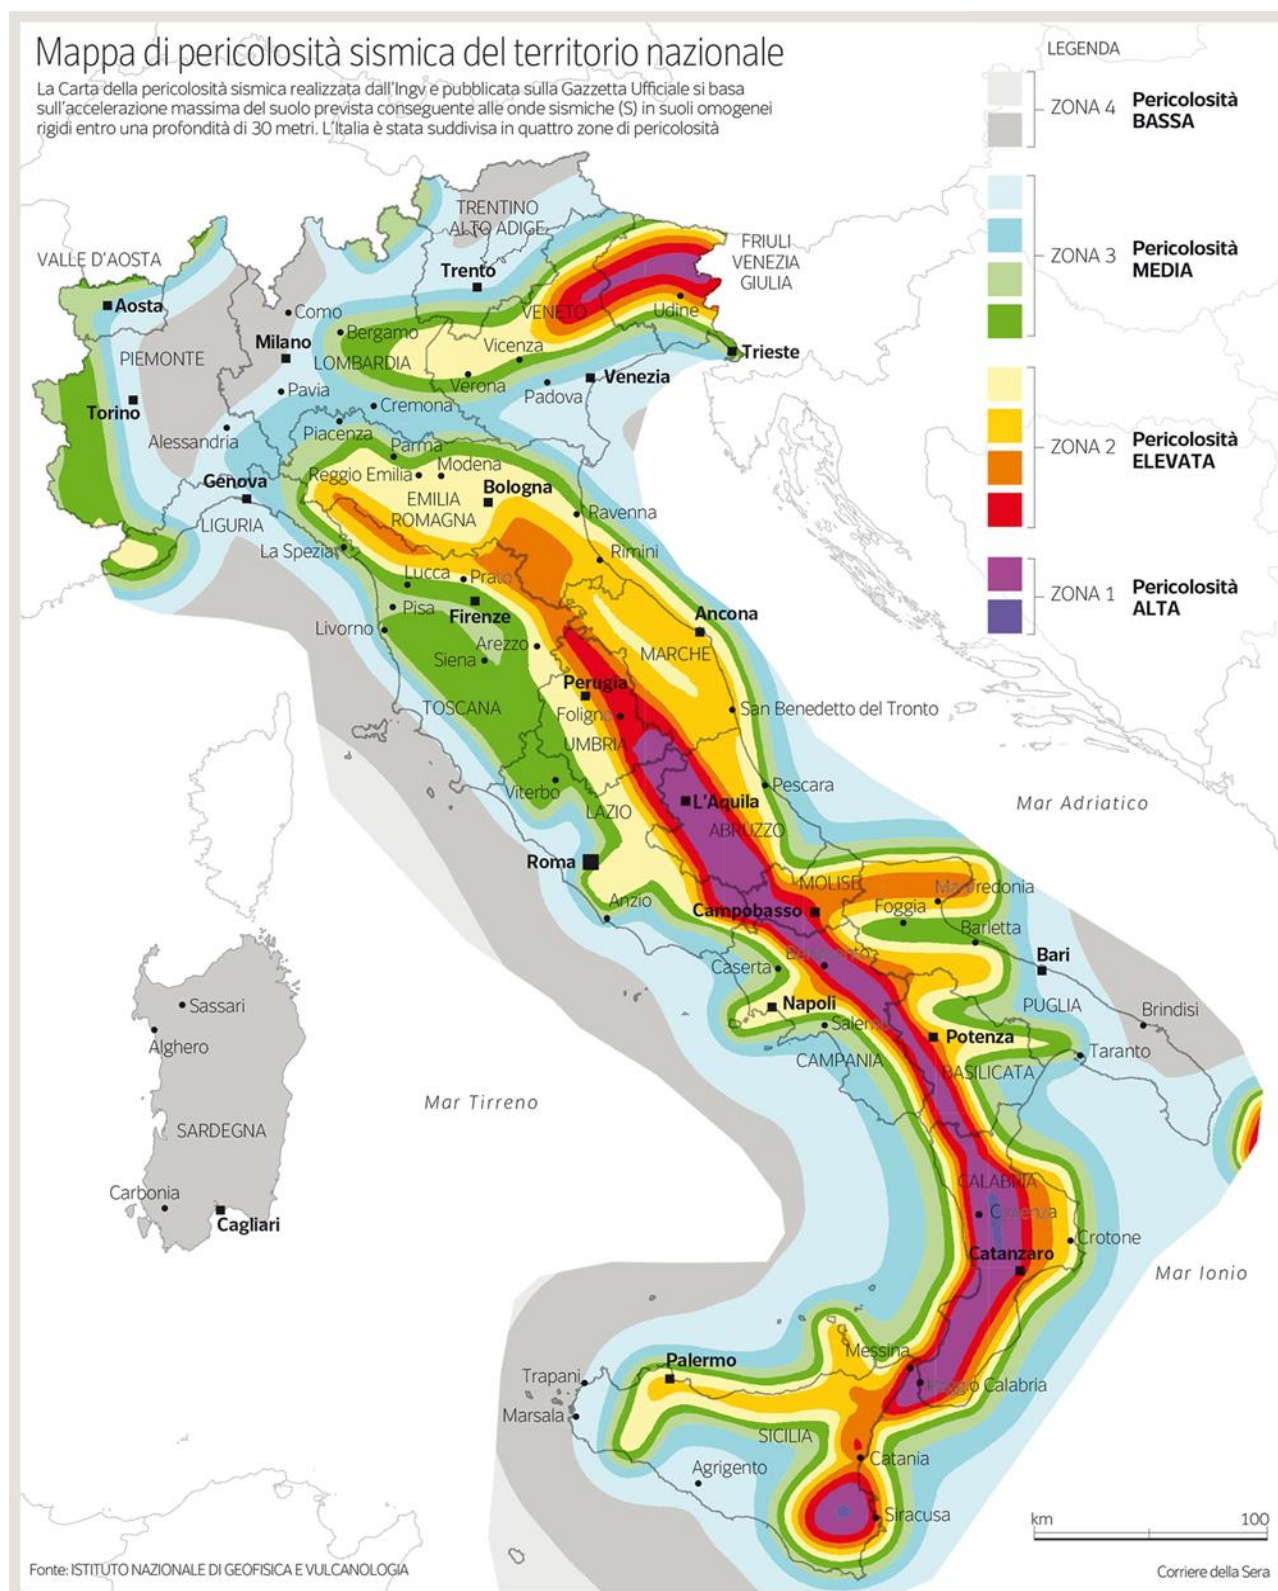 Mappa di pericolosità sismica del territorio nazionale
La Carta della pericolosità sismica realizzata dall'Ingv e pubblicata sulla Gazzetta Ufficiale si basa
sull'accelerazione massima del suolo prevista conseguente alle onde sismiche (S) in suoli omogenei
rigidi entro una profondità di 30 metri. L'Italia è stata suddivisa in quattro zone di pericolosità
LEGENDA
ZONA 4
Pericolosità
BASSA
ZONA 3
Pericolosità
MEDIA
ZONA 2
Pericolosità
ELEVATA
ZONA 1
Pericolosità
ALTA
TRENTINO
ALTO ADIGE
FRIULI
VENEZIA
GIULIA
VALLE D'AOSTA
Trento
Aosta
Como
VENETO
Udine
Bergamo
Milano
Vicenza
Trieste
PIEMONTE
LOMBARDIA
Venezia
Verona
Pavia
Padova
Torino
Cremona
Alessandria
Piacenza
Parma
Modena
Reggio Emilia
Genova
Bologna
EMILIA
ROMAGNA
Ravenna
LIGURIA
La Spezia
Rimini
Lucca
Prato
Pisa
Firenze
Ancona
Livorno
Arezzo
Siena
MARCHE
Perugia
TOSCANA
Foligno
San Benedetto del Tronto
UMBRIA
Viterbo
Pescara
L'Aquila
LAZIO
ABRUZZO
Mar Adriatico
Roma
MOLISE
Manfredonia
Anzio
Campobasso
Foggia
Barletta
Benevento
Bari
Caserta
Napoli
PUGLIA
Brindisi
Sassari
Salerno
Potenza
Alghero
CAMPANIA
Taranto
BASILICATA
Mar Tirreno
SARDEGNA
CALABRIA
Carbonia
Cosenza
Cagliari
Crotone
Catanzaro
Mar Ionio
Messina
Palermo
Trapani
Reggio Calabria
Marsala
SICILIA
Catania
Agrigento
Siracusa
km
100
Fonte: ISTITUTO NAZIONALE DI GEOFISICA E VULCANOLOGIA
Corriere della Sera